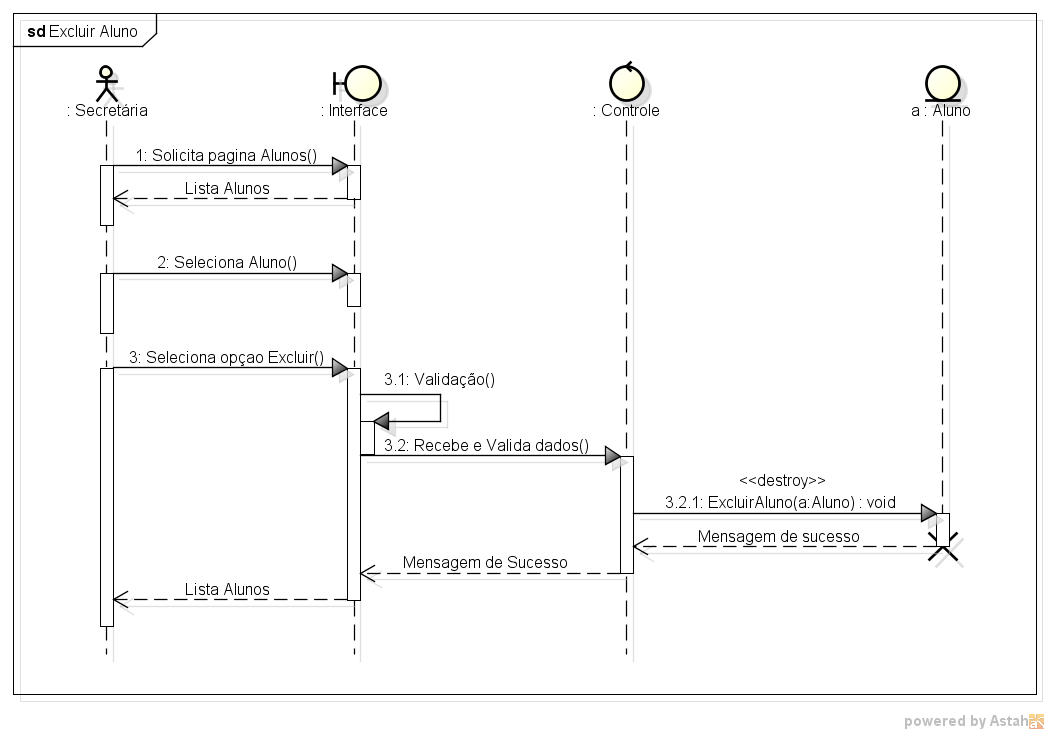 sd Excluir Aluno
: Secretária
: Interface
: Controle
a : Aluno
1: Solicita pagina Alunos()
Lista Alunos
2: Seleciona Aluno()
3: Seleciona opçao Excluir()
3.1: Validação()
3.2: Recebe e Valida dados()
<<destroy>>
3.2.1: ExcluirAluno(a:Aluno) : void
Mensagem de sucesso
Mensagem de Sucesso
Lista Alunos
powered by Astah